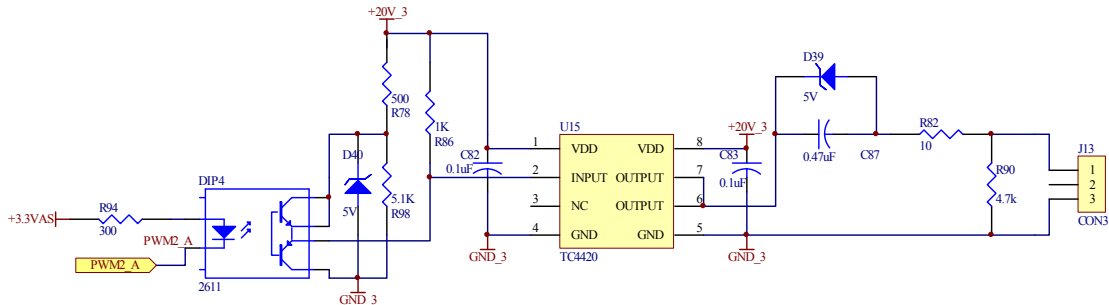 +20V_3
500
R78
1K
R86
C82
0.1uF
D40
5V
5.1K
R98
DIP4
2611
+3.3VAS
R94
300
PWM2_A
PWM2_A
GND_3
GND_3
U15
1 VDD VDD 8
2 INPUT OUTPUT 7
3 NC OUTPUT 6
4 GND GND 5
TC4420
+20V_3
C83
0.1uF
GND_3
D39
5V
0.47uF
C87
R82
10
R90
4.7k
J13
1
2
3
CON3